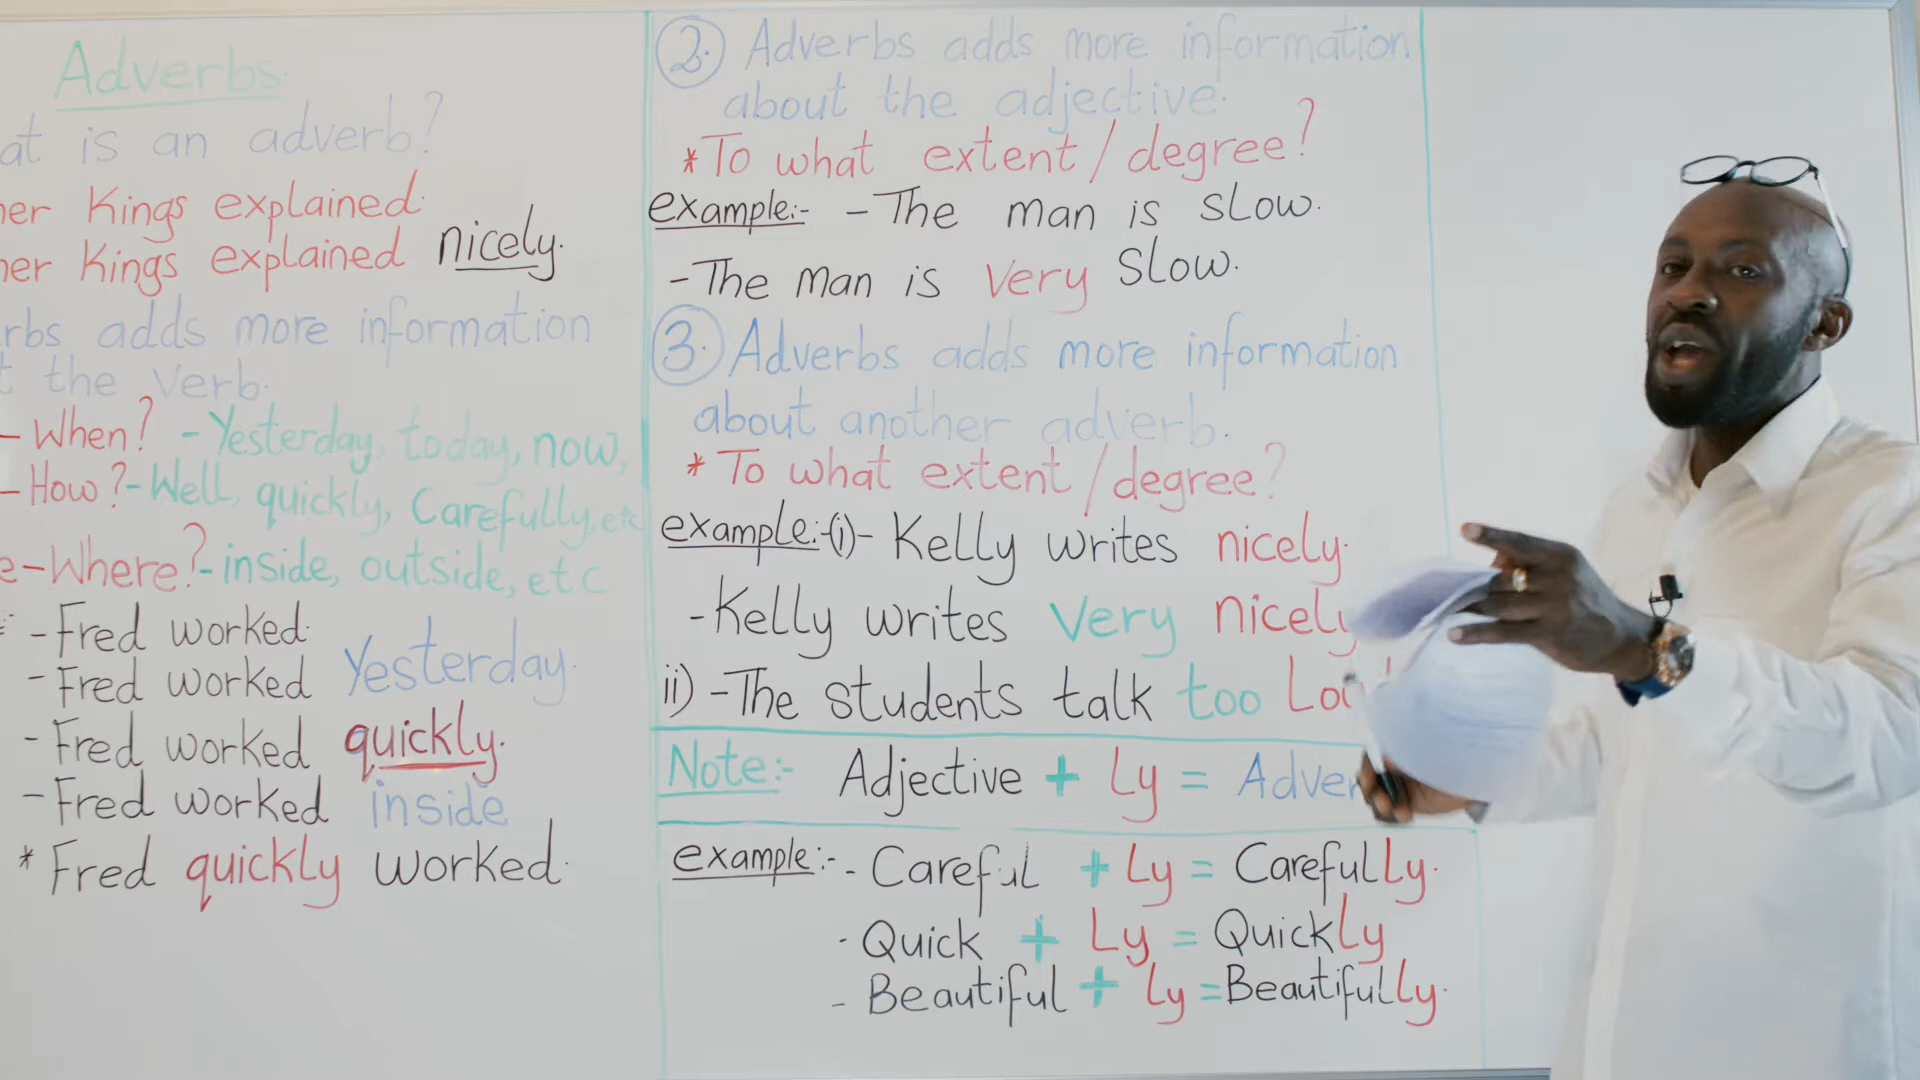 Adverbs.
at is an adverb?
her Kings explained.
her Kings explained nicely.
rbs adds more information
t the verb.
- When? - Yesterday, today, now,
- How? - Well, quickly, Carefully, etc
e - Where? - inside, outside, etc
- Fred worked.
- Fred worked Yesterday.
- Fred worked quickly.
- Fred worked inside
* Fred quickly worked.
2. Adverbs adds more information
about the adjective.
* To what extent / degree?
example:- - The man is slow.
- The man is very slow.
3. Adverbs adds more information
about another adverb.
* To what extent / degree?
example:- (i) - Kelly writes nicely.
- Kelly writes very nicely
ii) - The students talk too Lou
Note:- Adjective + Ly = Adver
example:- - Careful + Ly = Carefully.
- Quick + Ly = Quickly
- Beautiful + Ly = Beautifully.